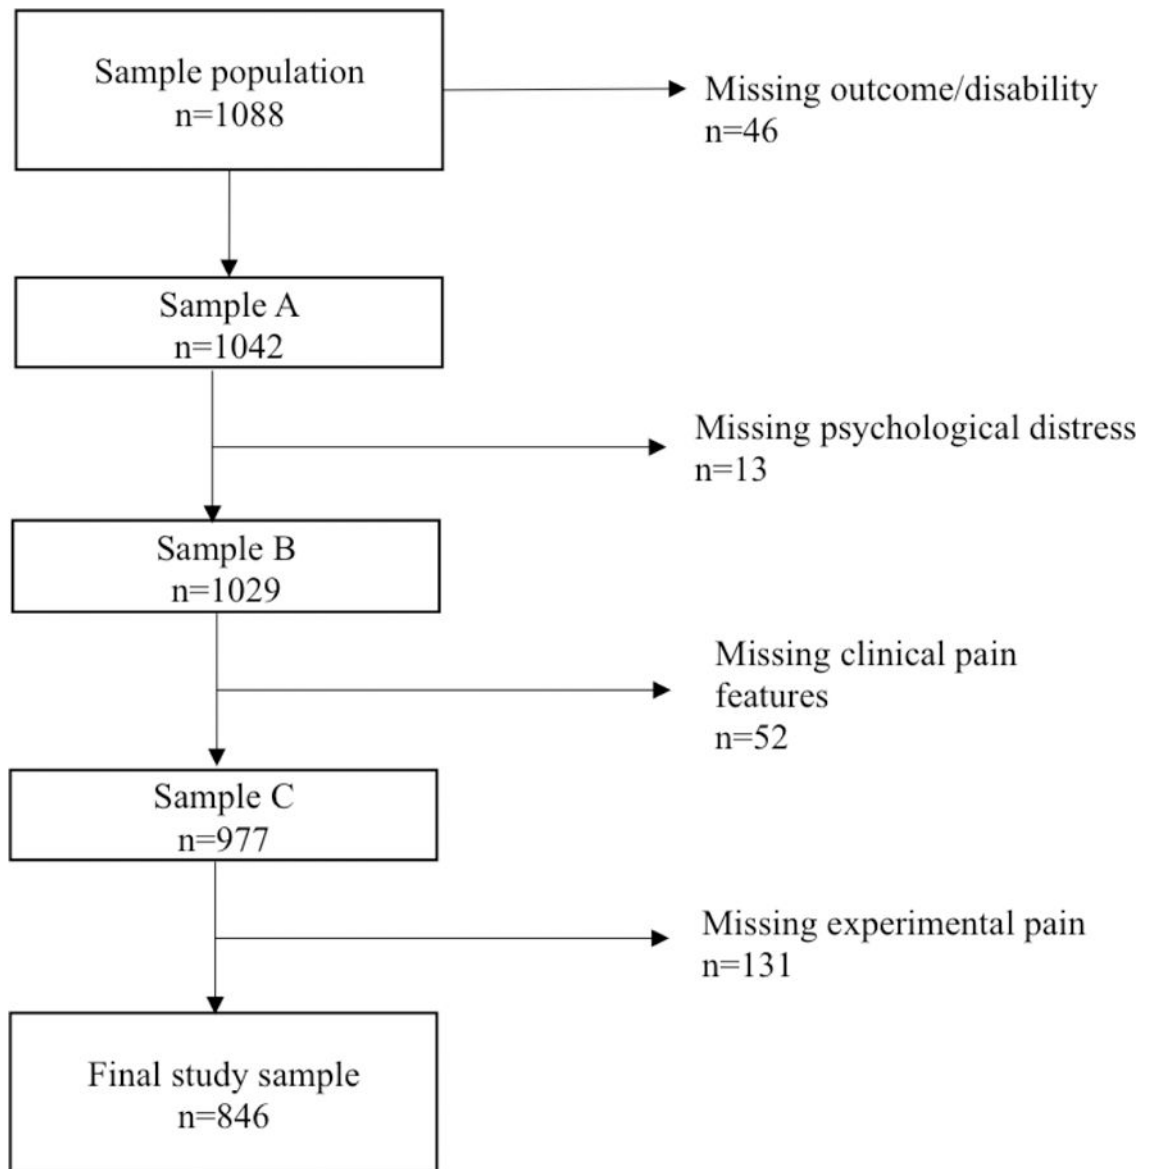 Sample population
n=1088
Missing outcome/disability
n=46
Sample A
n=1042
Missing psychological distress
n=13
Sample B
n=1029
Missing clinical pain
features
n=52
Sample C
n=977
Missing experimental pain
n=131
Final study sample
n=846